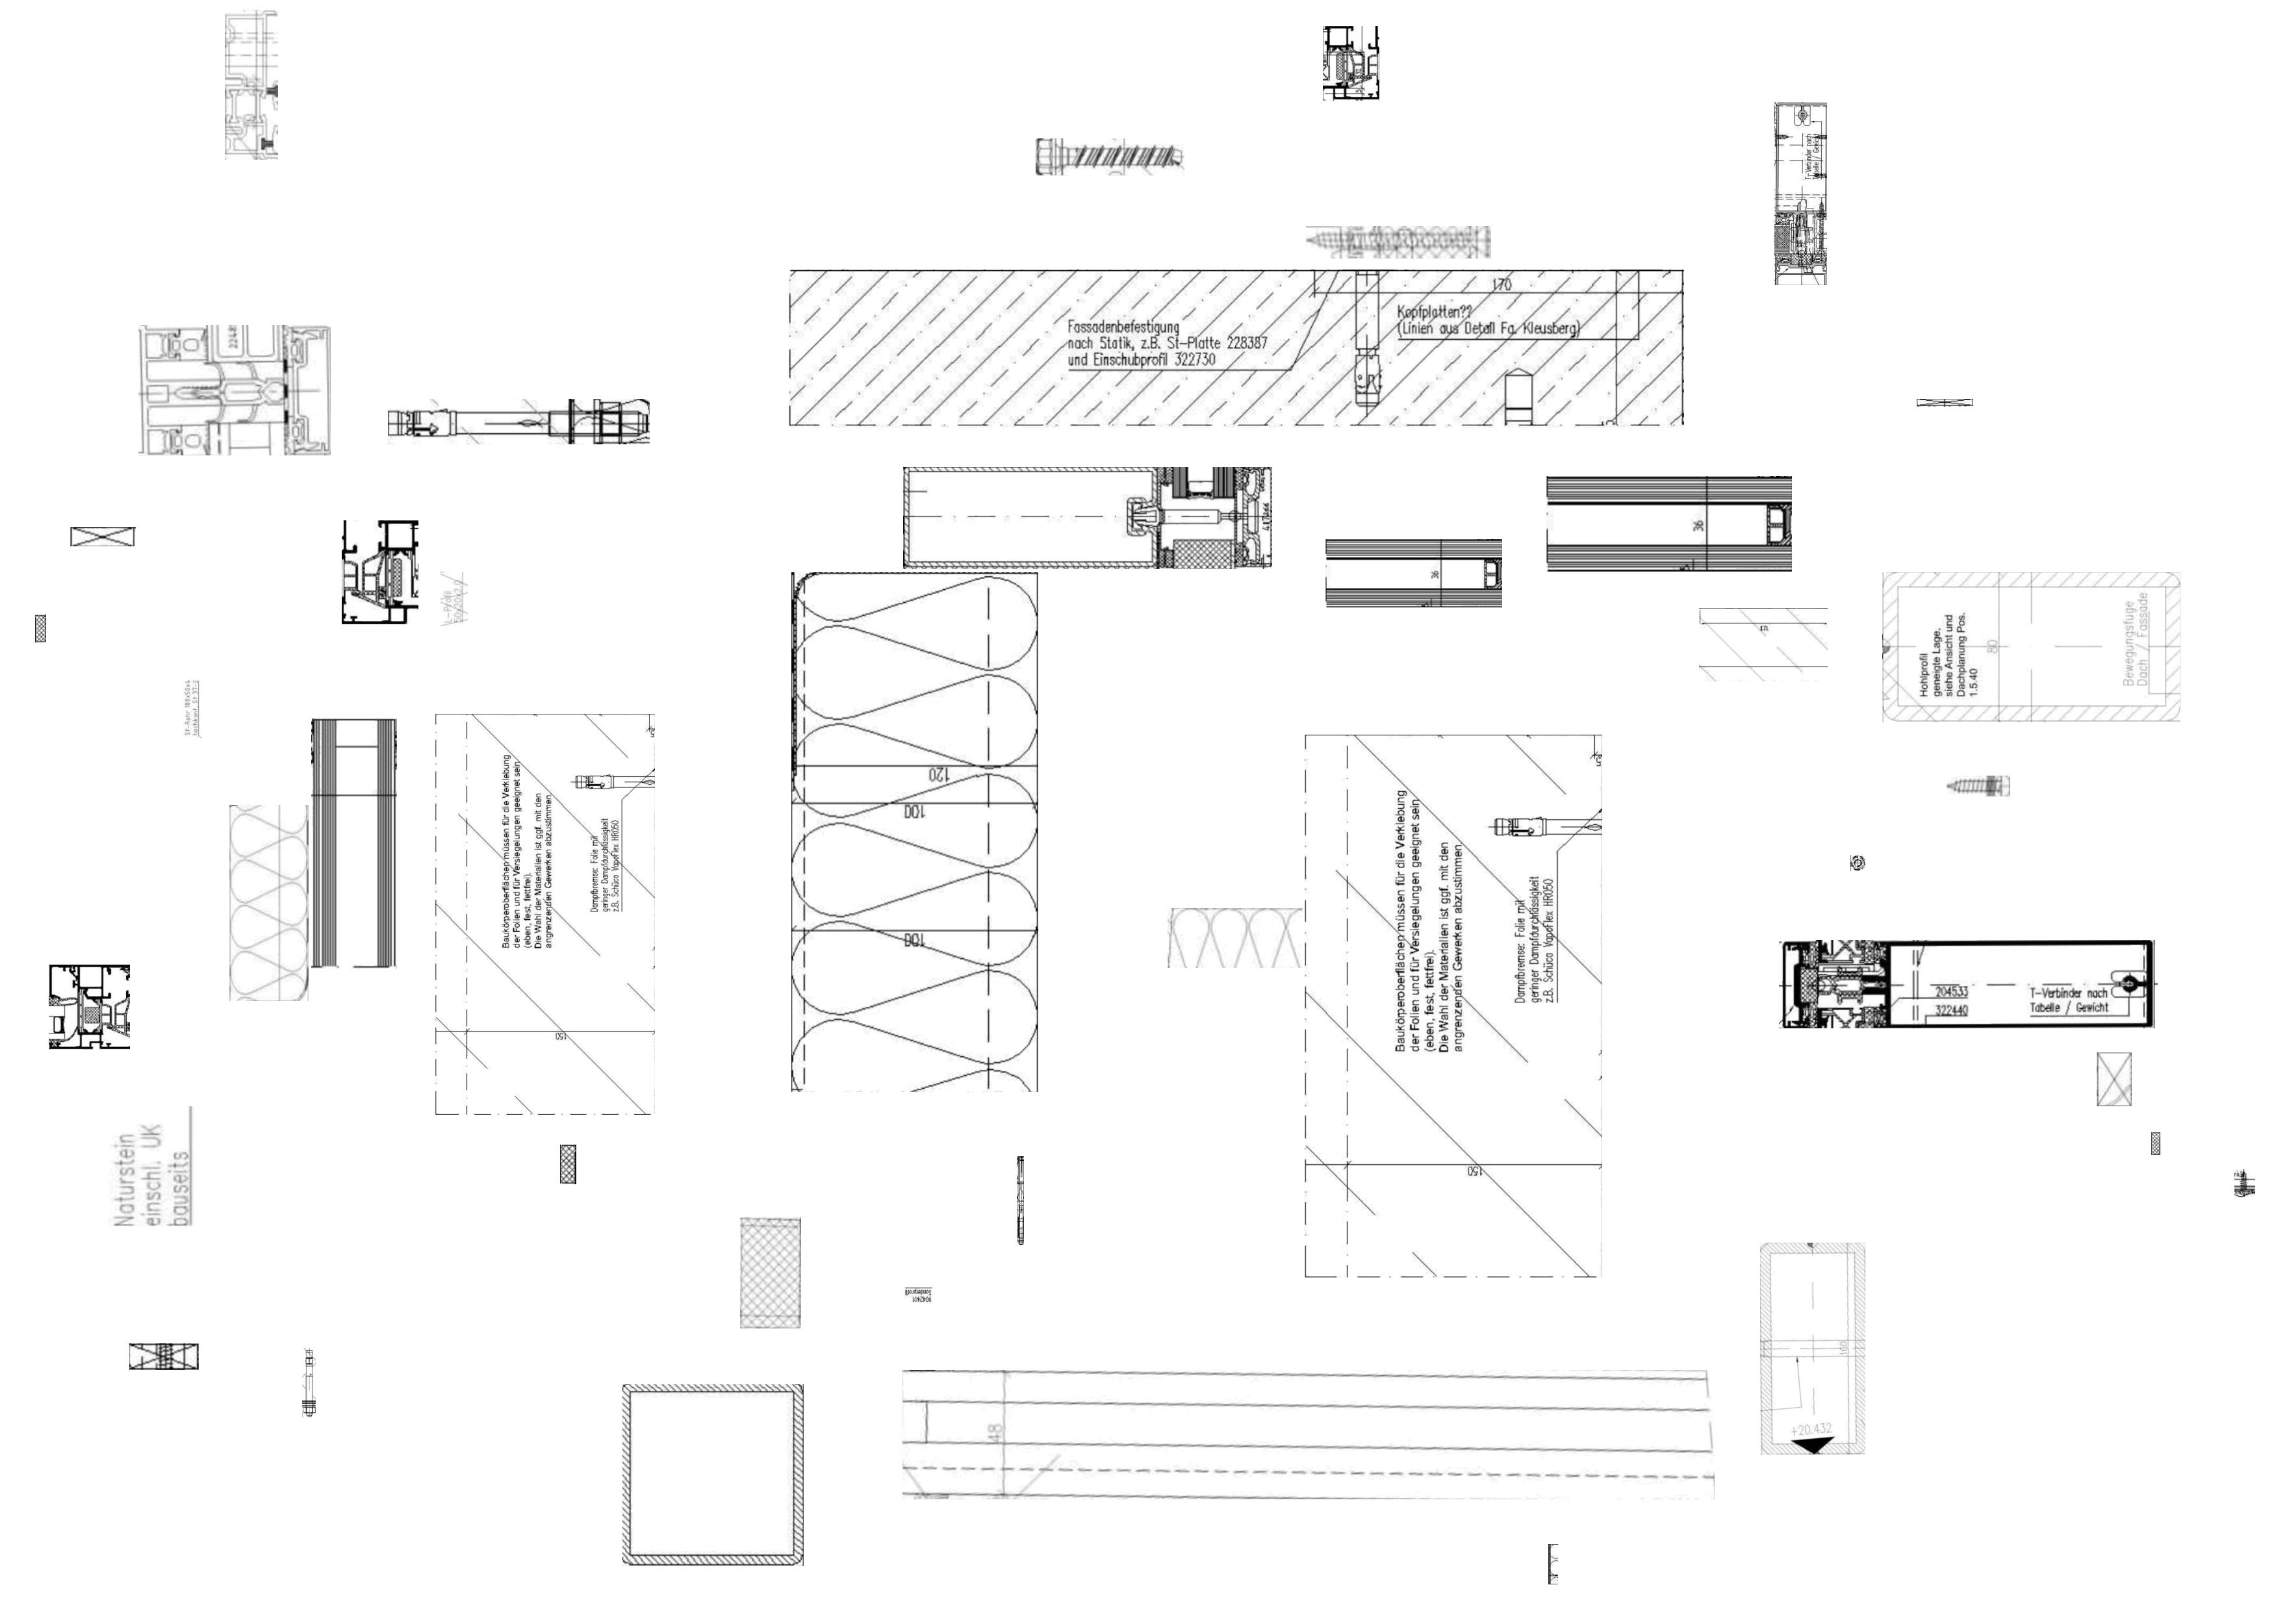 T-Verbinder nach
Tabelle / Gewicht
170
Kopfplatten??
(Linien aus Detail Fa. Kleusberg)
Fassadenbefestigung
nach Statik, z.B. St-Platte 228387
und Einschubprofil 322730
36
36
Hohlprofil
geneigte Lage,
siehe Ansicht und
Dachplanung Pos.
1.5.40
80
Bewegungsfuge
Dach / Fassade
120
100
100
Baukörperoberflächen müssen für die Verklebung
der Folien und für Versiegelungen geeignet sein
(eben, fest, fettfrei).
Die Wahl der Materialien ist ggf. mit den
angrenzenden Gewerken abzustimmen
Dampfbremse: Folie mit
geringer Dampfdurchlässigkeit
z.B. Schüco VapoFlex HR050
150
Baukörperoberflächen müssen für die Verklebung
der Folien und für Versiegelungen geeignet sein
(eben, fest, fettfrei).
Die Wahl der Materialien ist ggf. mit den
angrenzenden Gewerken abzustimmen
Dampfbremse: Folie mit
geringer Dampfdurchlässigkeit
z.B. Schüco VapoFlex HR050
150
204533
322440
T-Verbinder nach
Tabelle / Gewicht
Naturstein
einschl. UK
bauseits
Sonderprofil
48
160
+20.432